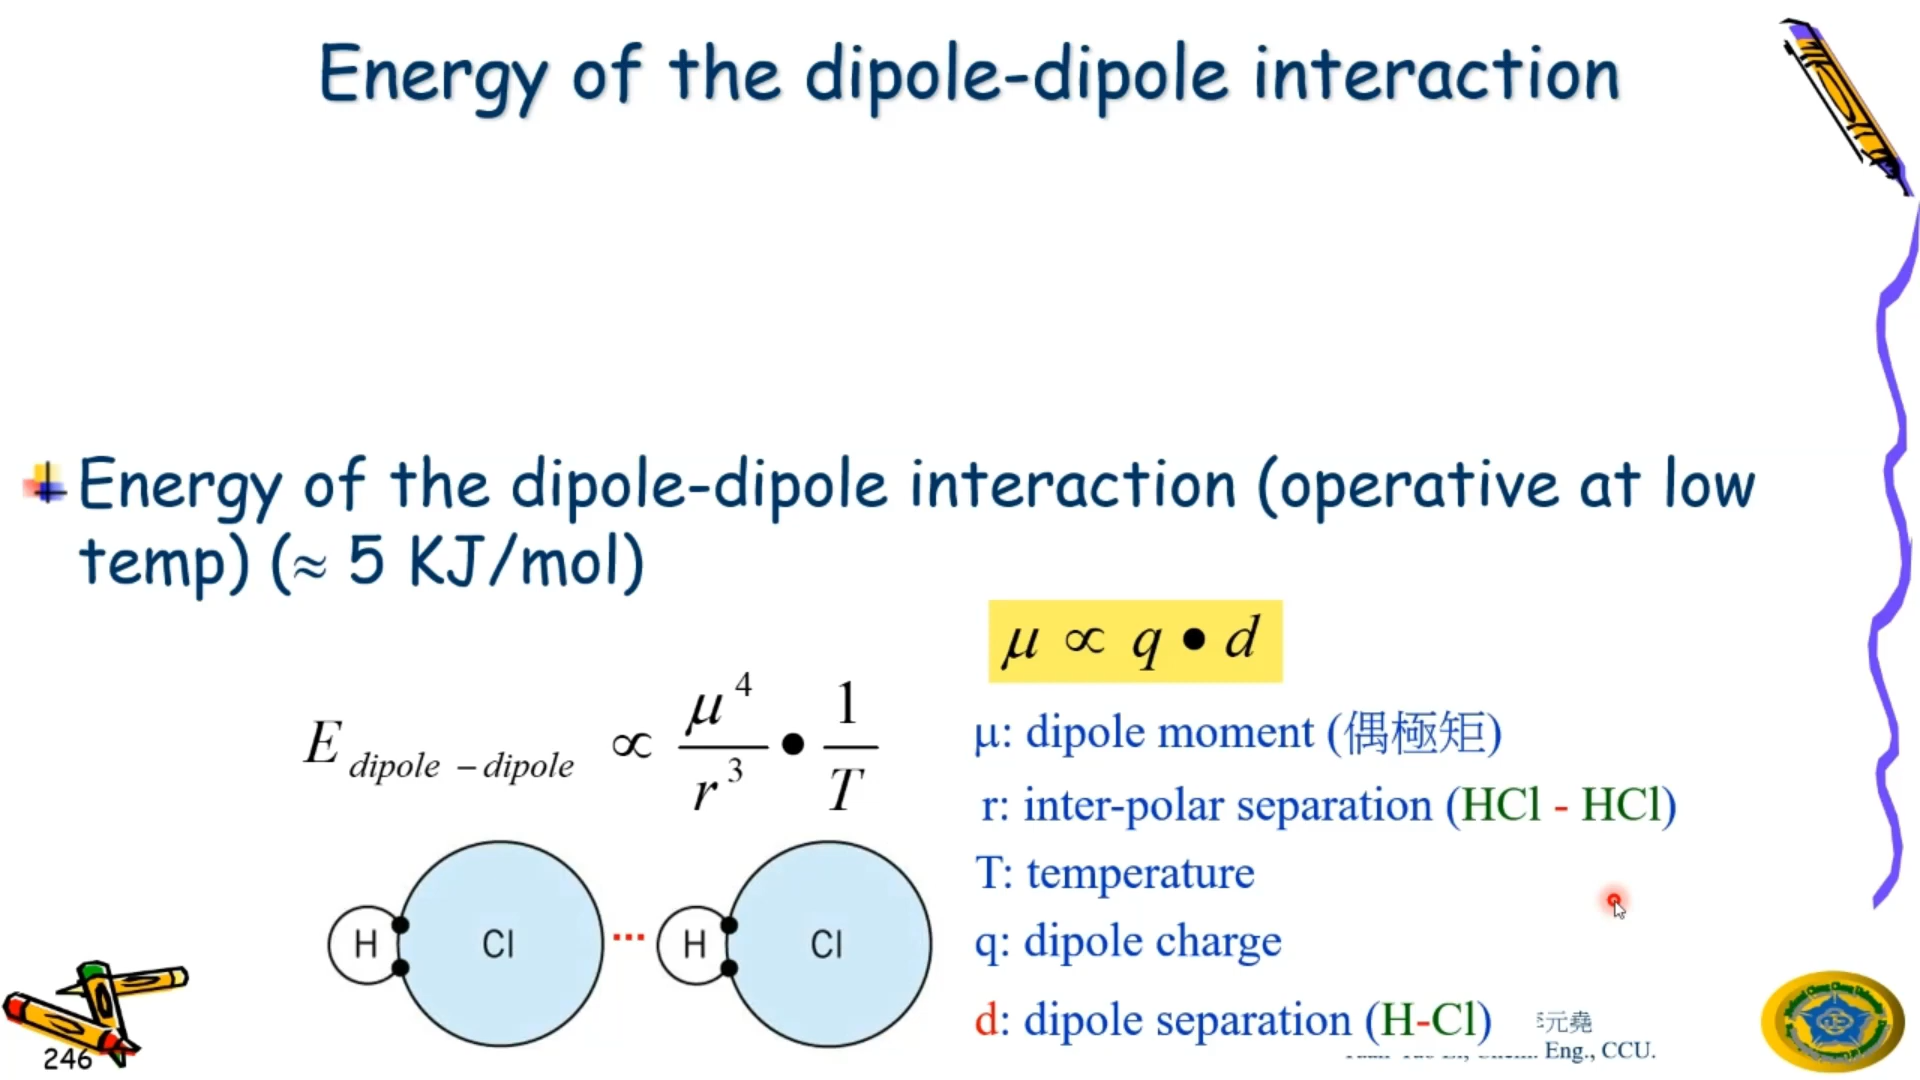 Energy of the dipole-dipole interaction
Energy of the dipole-dipole interaction (operative at low
temp) (≈ 5 KJ/mol)
μ ∝ q • d
E dipole – dipole ∝ μ⁴/r³ • 1/T
μ: dipole moment (偶極矩)
r: inter-polar separation (HCl - HCl)
T: temperature
q: dipole charge
d: dipole separation (H-Cl)
H Cl ... H Cl
元堯
Eng., CCU.
246